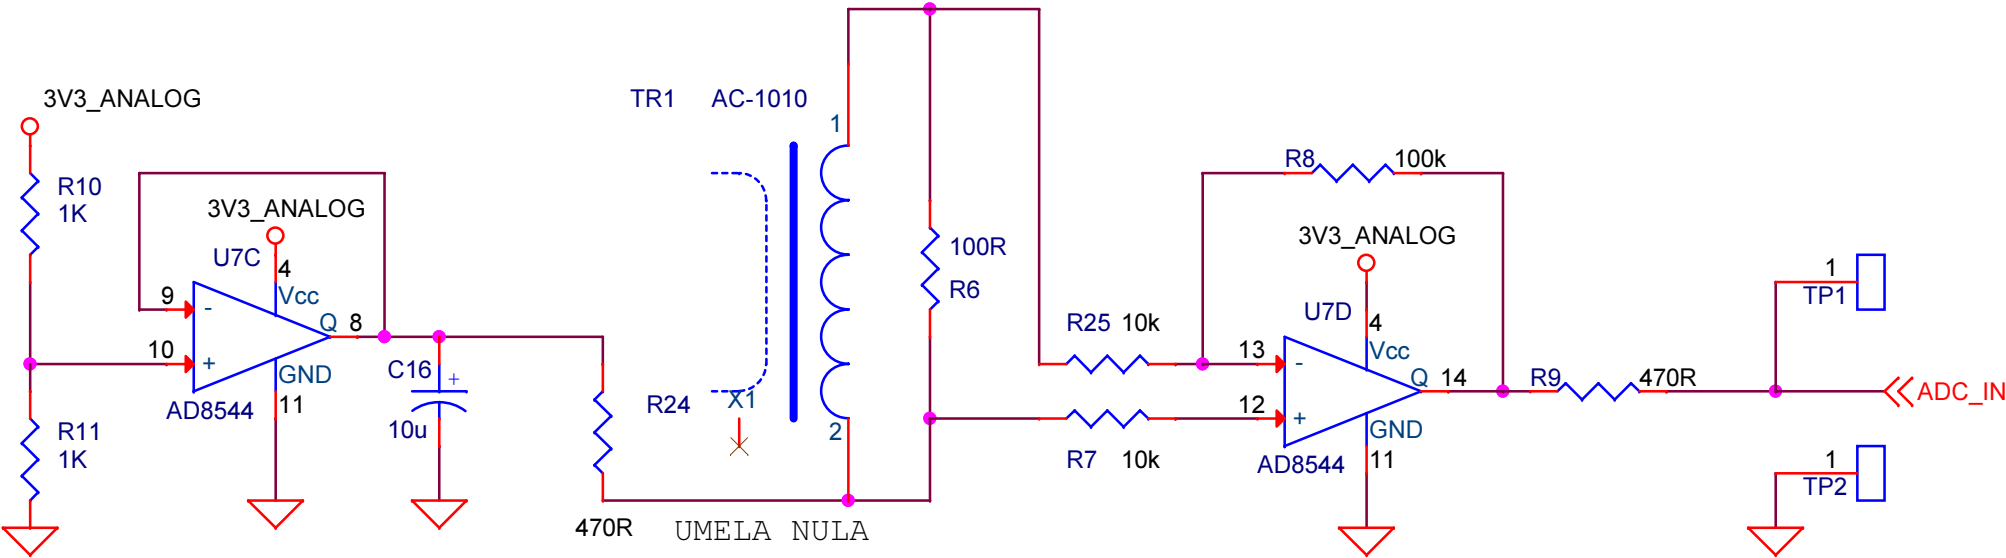 3V3_ANALOG
R10
1K
R11
1K
3V3_ANALOG
U7C
4
Vcc
9
-
10
+
Q
8
GND
11
AD8544
C16
+
10u
R24
470R
UMELA NULA
TR1 AC-1010
1
X1
2
100R
R6
R25 10k
R7 10k
R8 100k
3V3_ANALOG
U7D
4
Vcc
13
-
12
+
Q
14
GND
11
AD8544
R9 470R
1
TP1
ADC_IN
1
TP2